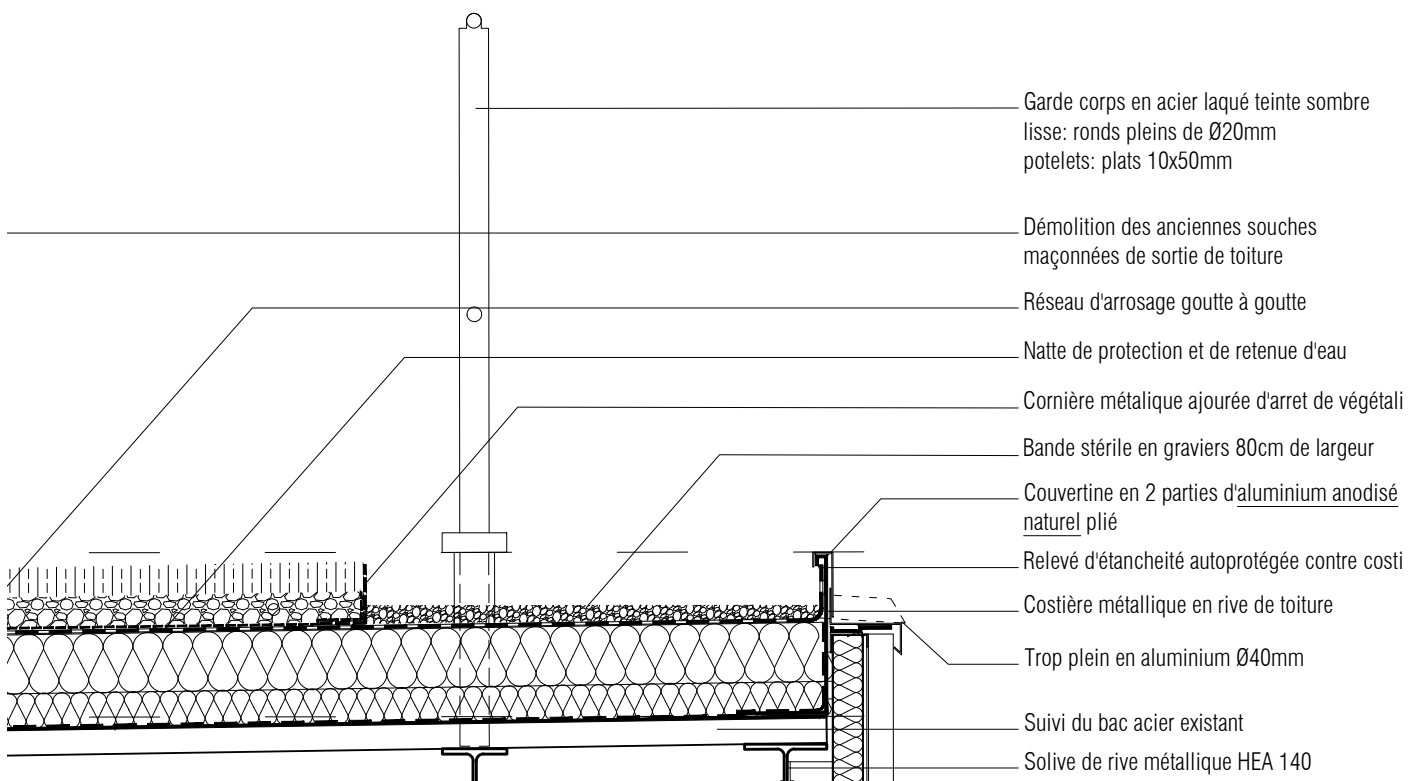 Garde corps en acier laqué teinte sombre
lisse: ronds pleins de Ø20mm
potelets: plats 10x50mm
Démolition des anciennes souches
maçonnées de sortie de toiture
Réseau d'arrosage goutte à goutte
Natte de protection et de retenue d'eau
Cornière métalique ajourée d'arret de végétali
Bande stérile en graviers 80cm de largeur
Couvertine en 2 parties d'aluminium anodisé
naturel plié
Relevé d'étancheité autoprotégée contre costi
Costière métallique en rive de toiture
Trop plein en aluminium Ø40mm
Suivi du bac acier existant
Solive de rive métallique HEA 140